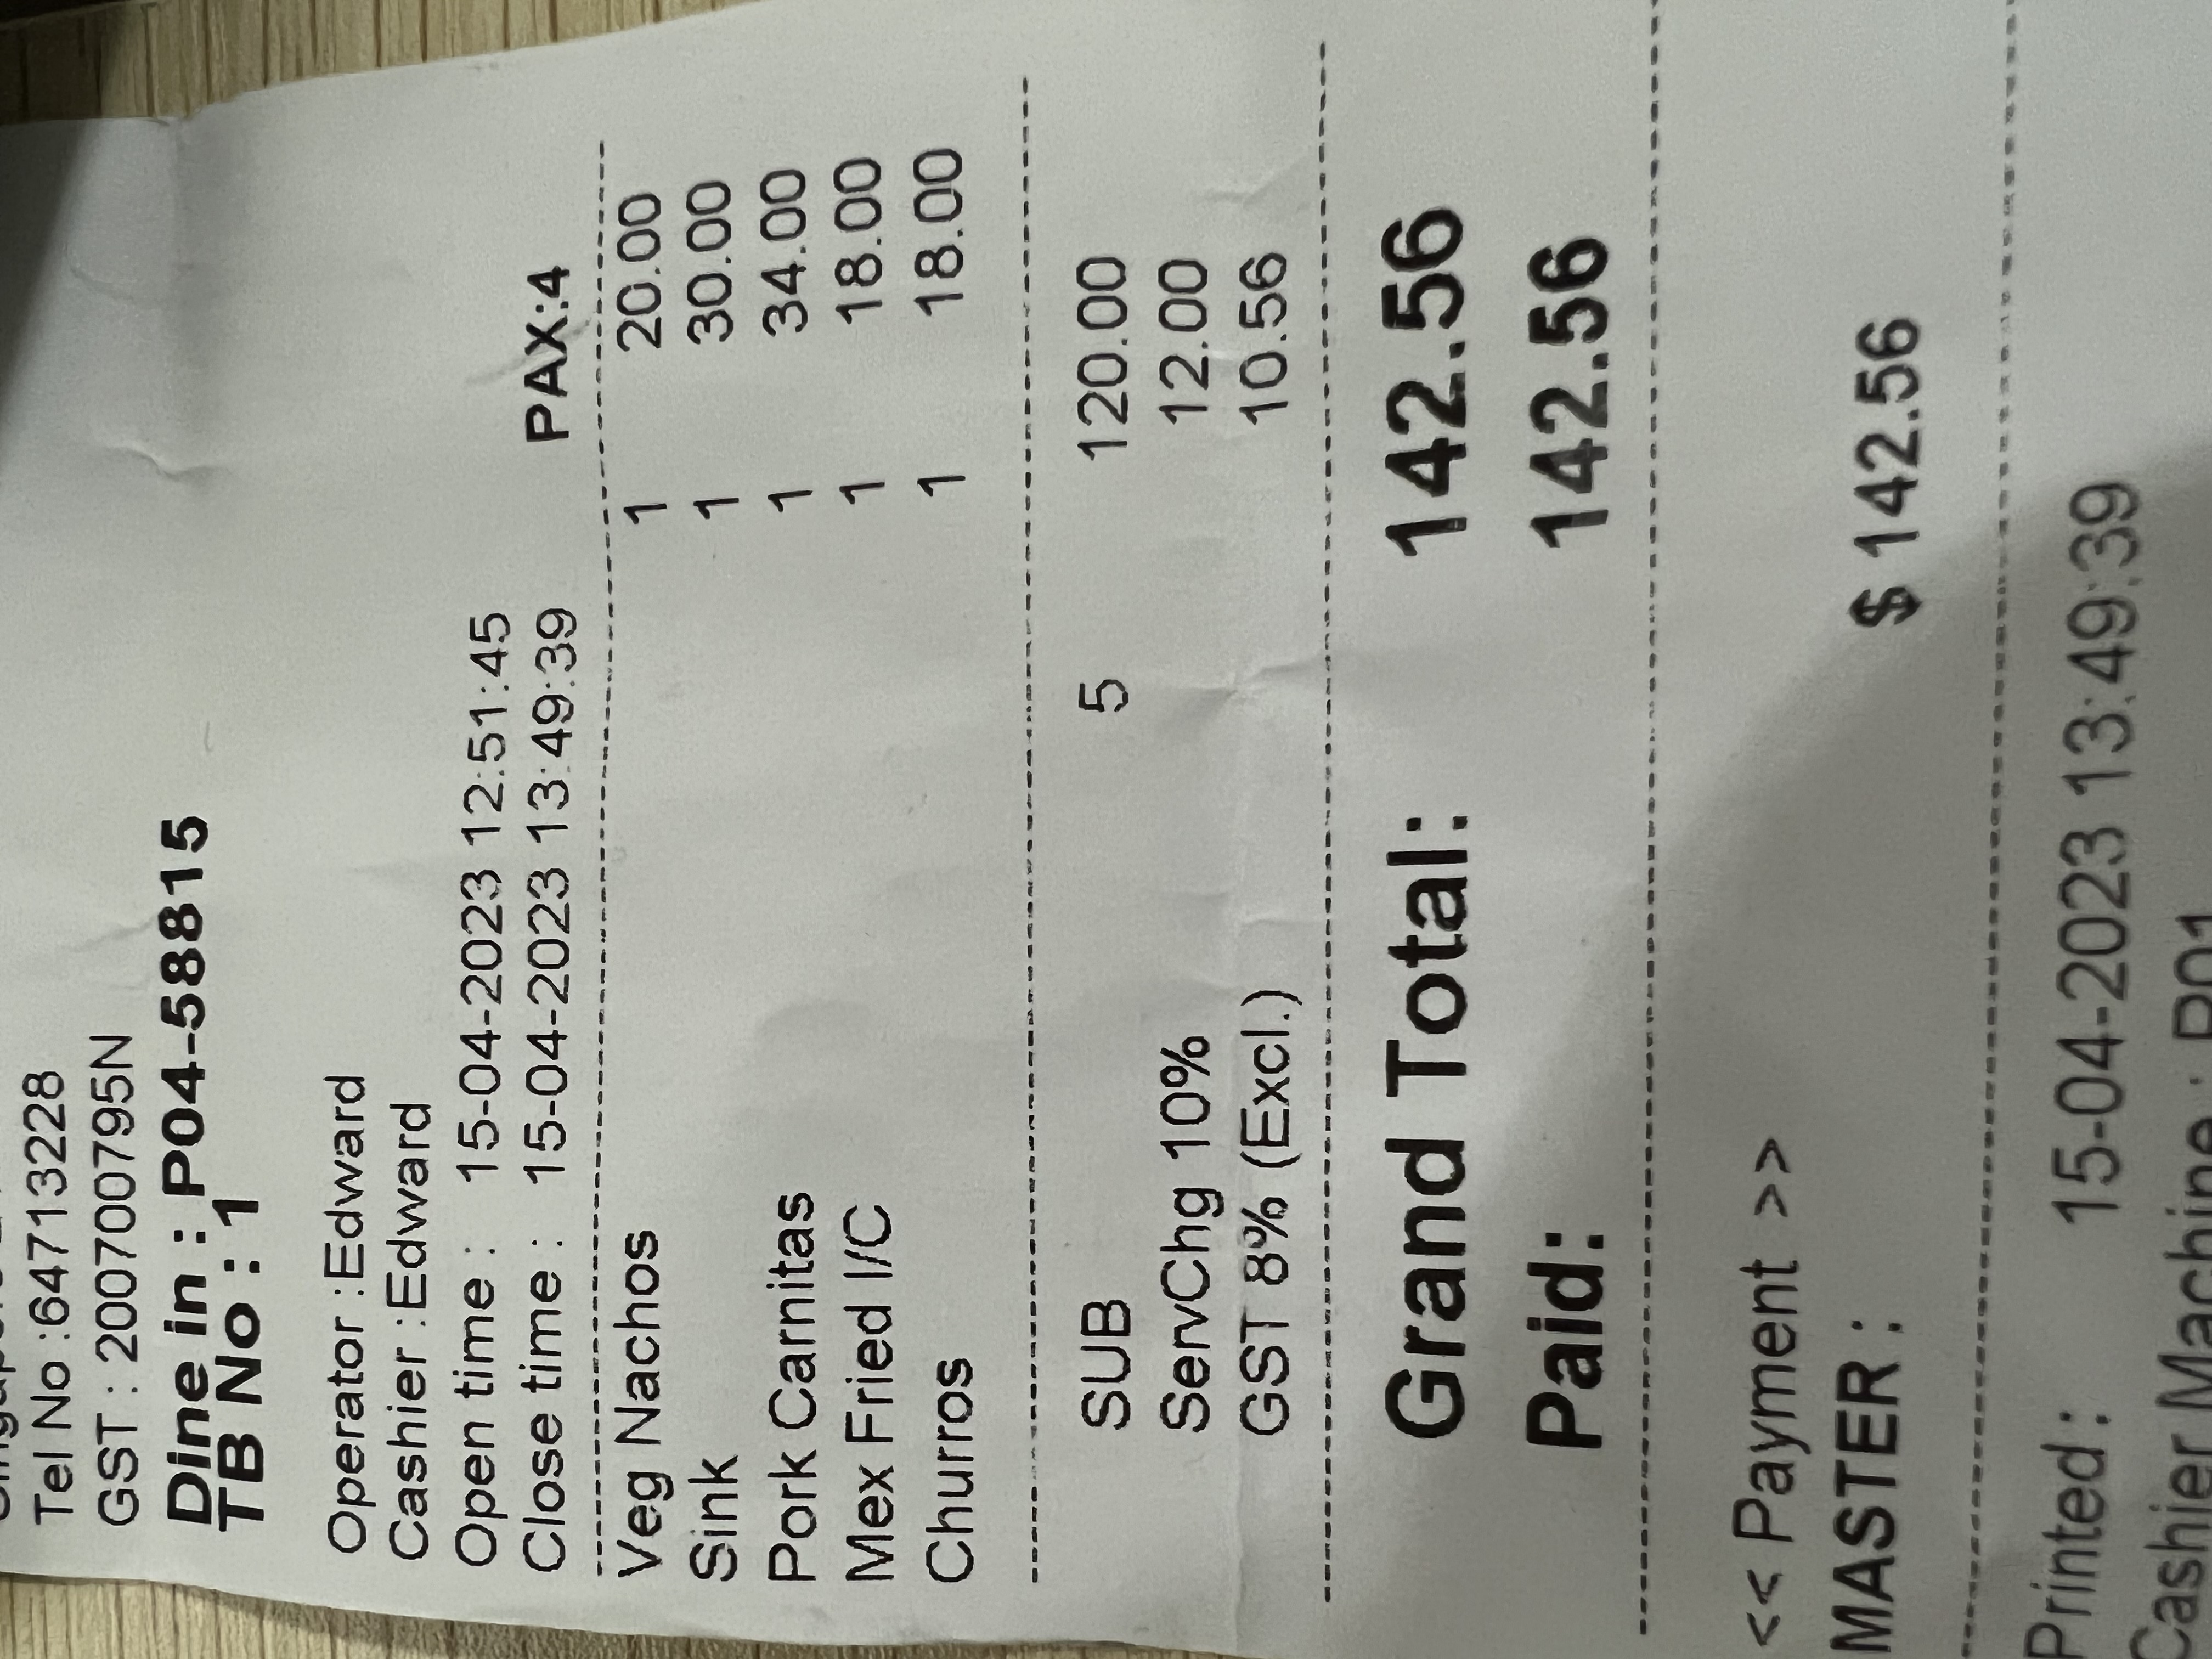 Singapore
Tel No :64713228
GST : 200700795N
Dine in : P04-58815
TB No : 1
Operator :Edward
Cashier :Edward
Open time : 15-04-2023 12:51:45
Close time : 15-04-2023 13:49:39 PAX:4
Veg Nachos 1 20.00
Sink 1 30.00
Pork Carnitas 1 34.00
Mex Fried I/C 1 18.00
Churros 1 18.00
SUB 5 120.00
ServChg 10% 12.00
GST 8% (Excl.) 10.56
Grand Total: 142.56
Paid: 142.56
<< Payment >>
MASTER : $ 142.56
Printed : 15-04-2023 13:49:39
Cashier Machine : P01